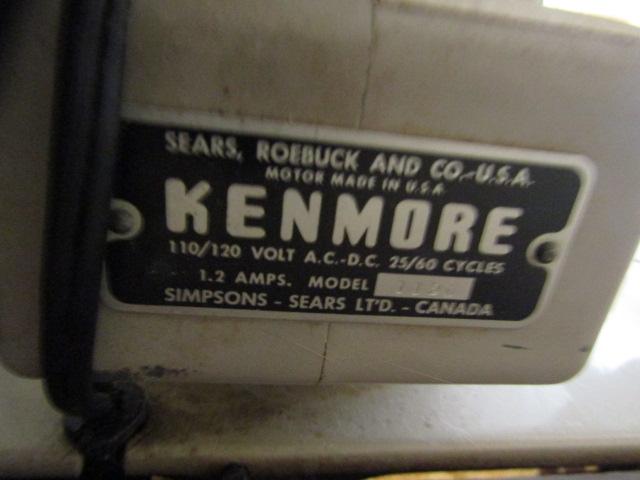 SEARS, ROEBUCK AND CO.-U.S.A.
MOTOR MADE IN U.S.A.
KENMORE
110/120 VOLT A.C.-D.C. 25/60 CYCLES
1.2 AMPS. MODEL
SIMPSONS - SEARS LT'D. - CANADA